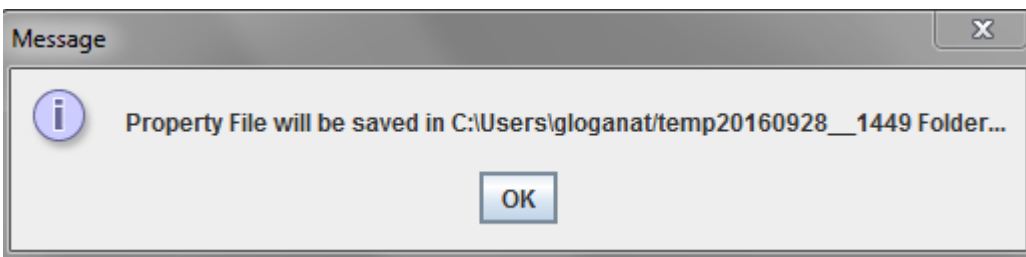 Message
Property File will be saved in C:\Users\gloganat/temp20160928__1449 Folder...
OK